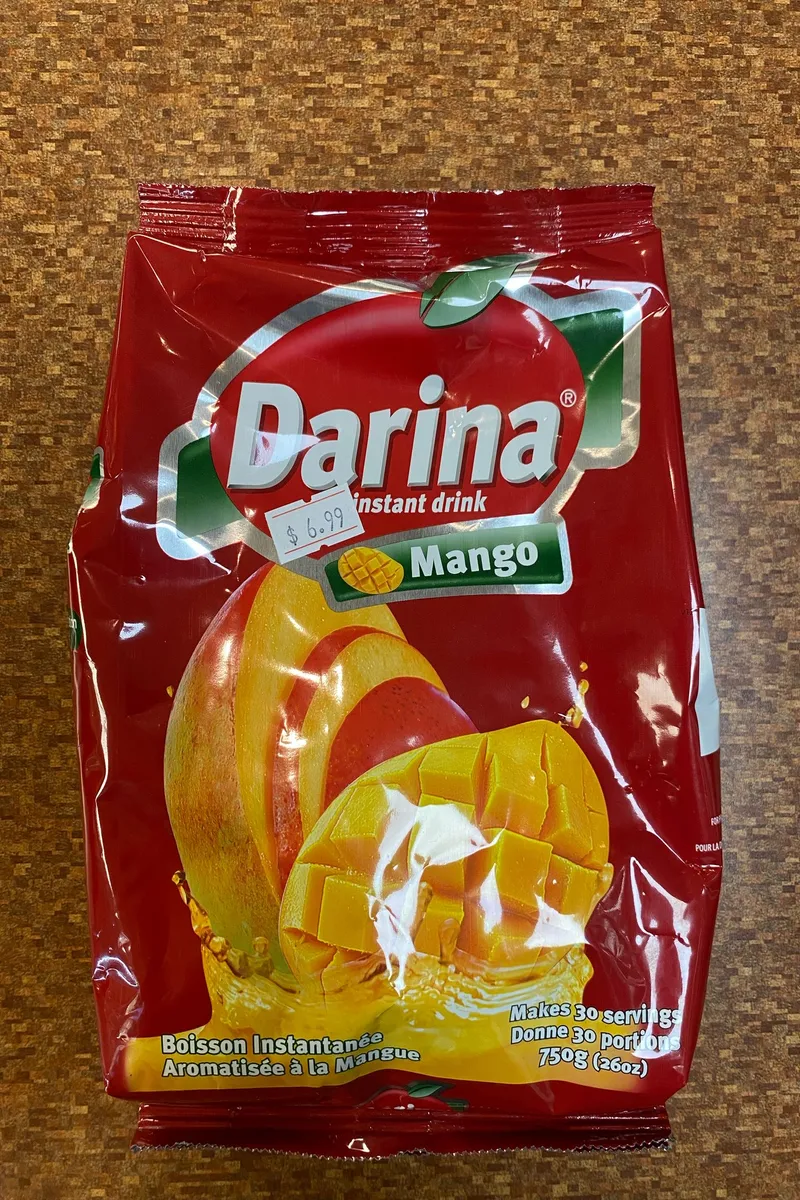 Darina®
instant drink
$ 6.99
Mango
Boisson Instantanée
Aromatisée à la Mangue
Makes 30 servings
Donne 30 portions
750g (26oz)
POUR LA